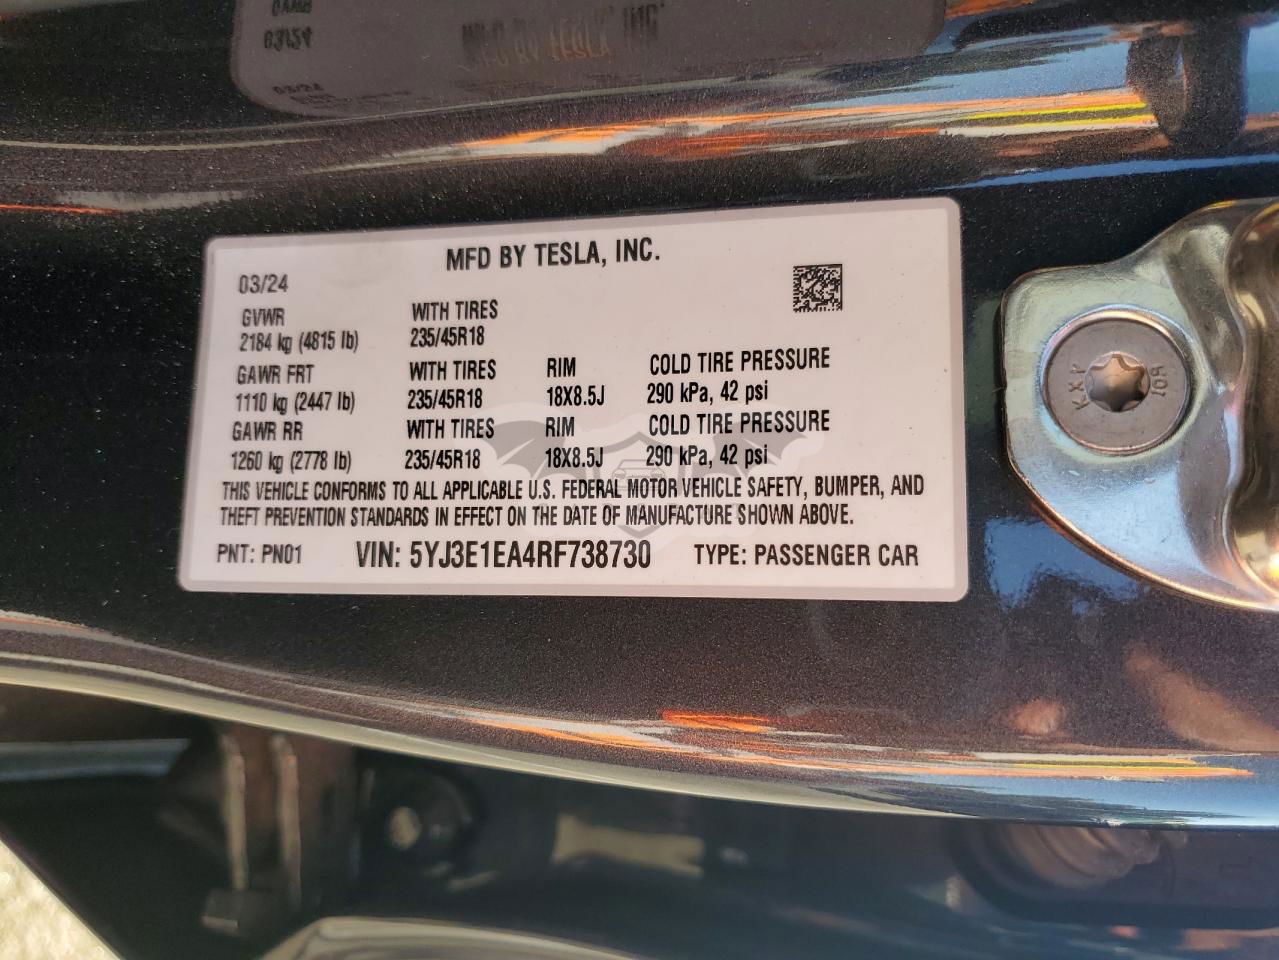 MFD BY TESLA, INC.
03/24
GVWR WITH TIRES
2184 kg (4815 lb) 235/45R18
GAWR FRT WITH TIRES RIM COLD TIRE PRESSURE
1110 kg (2447 lb) 235/45R18 18X8.5J 290 kPa, 42 psi
GAWR RR WITH TIRES RIM COLD TIRE PRESSURE
1260 kg (2778 lb) 235/45R18 18X8.5J 290 kPa, 42 psi
THIS VEHICLE CONFORMS TO ALL APPLICABLE U.S. FEDERAL MOTOR VEHICLE SAFETY, BUMPER, AND
THEFT PREVENTION STANDARDS IN EFFECT ON THE DATE OF MANUFACTURE SHOWN ABOVE.
PNT: PN01 VIN: 5YJ3E1EA4RF738730 TYPE: PASSENGER CAR
KXP